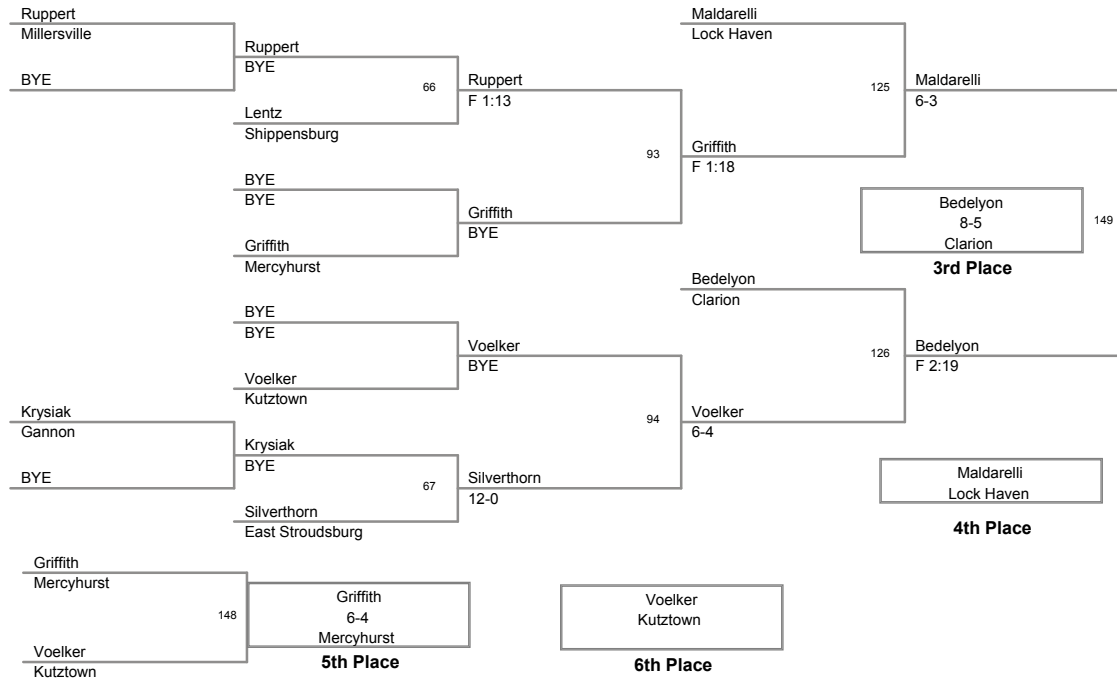 Ruppert
Millersville
BYE
Ruppert
BYE
66
Lentz
Shippensburg
Ruppert
F 1:13
BYE
BYE
Griffith
Mercyhurst
Griffith
BYE
93
Griffith
F 1:18
Maldarelli
Lock Haven
125
Maldarelli
6-3
Bedelyon
8-5
Clarion
149
3rd Place
BYE
BYE
Voelker
Kutztown
Voelker
BYE
Krysiak
Gannon
BYE
Krysiak
BYE
67
Silverthorn
East Stroudsburg
Silverthorn
12-0
94
Voelker
6-4
Bedelyon
Clarion
126
Bedelyon
F 2:19
Maldarelli
Lock Haven
4th Place
Griffith
Mercyhurst
148
Voelker
Kutztown
Griffith
6-4
Mercyhurst
5th Place
Voelker
Kutztown
6th Place